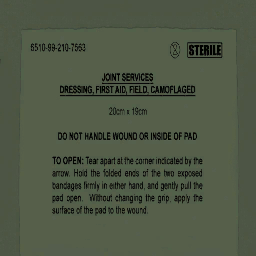 6510-99-210-7563
STERILE
JOINT SERVICES
DRESSING, FIRST AID, FIELD, CAMOFLAGED
20cm x 19cm
DO NOT HANDLE WOUND OR INSIDE OF PAD
TO OPEN: Tear apart at the corner indicated by the
arrow. Hold the folded ends of the two exposed
bandages firmly in either hand, and gently pull the
pad open. Without changing the grip, apply the
surface of the pad to the wound.